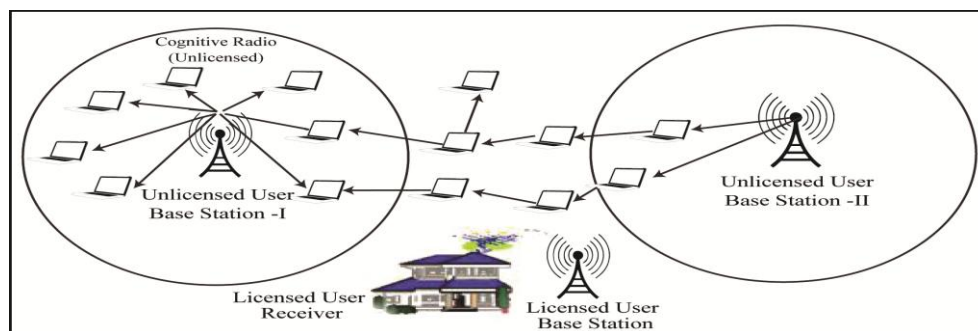 Cognitive Radio
(Unlicensed)
Unlicensed User
Base Station -I
Unlicensed User
Base Station -II
Licensed User
Receiver
Licensed User
Base Station